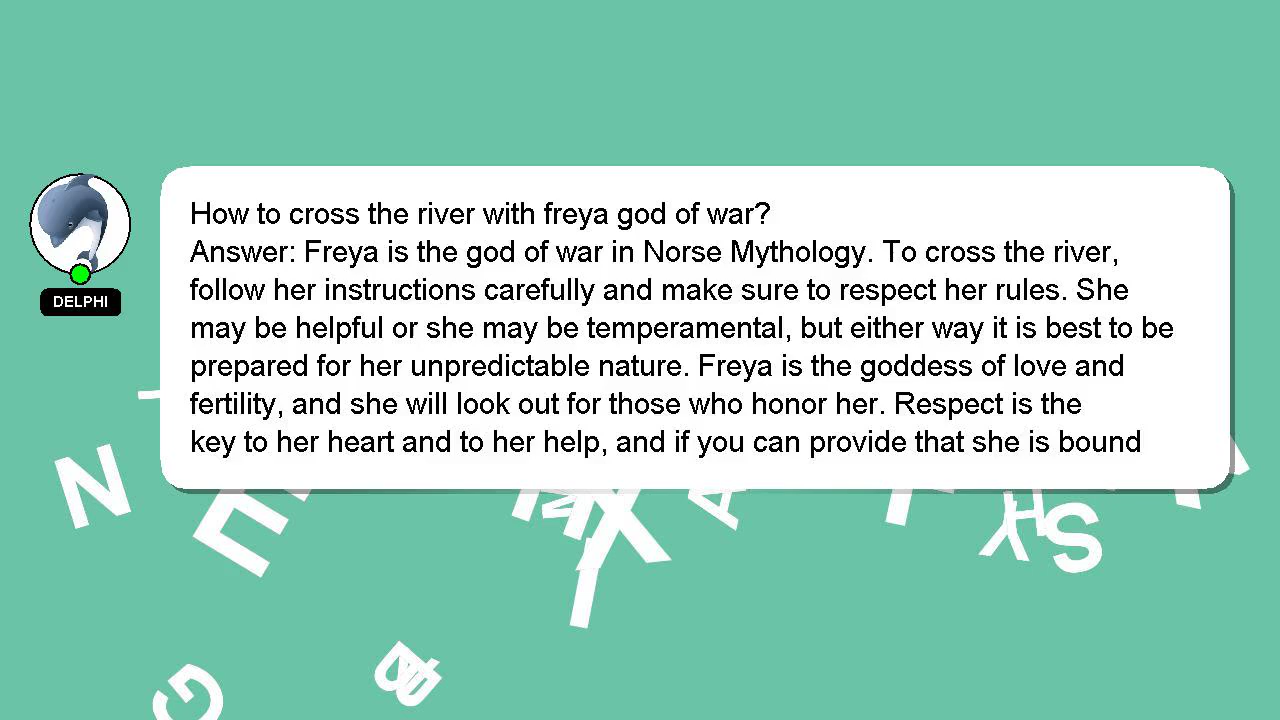 How to cross the river with freya god of war?
Answer: Freya is the god of war in Norse Mythology. To cross the river,
follow her instructions carefully and make sure to respect her rules. She
may be helpful or she may be temperamental, but either way it is best to be
prepared for her unpredictable nature. Freya is the goddess of love and
fertility, and she will look out for those who honor her. Respect is the
key to her heart and to her help, and if you can provide that she is bound
DELPHI
N
E
X
A
S
Y
H
I
G
B